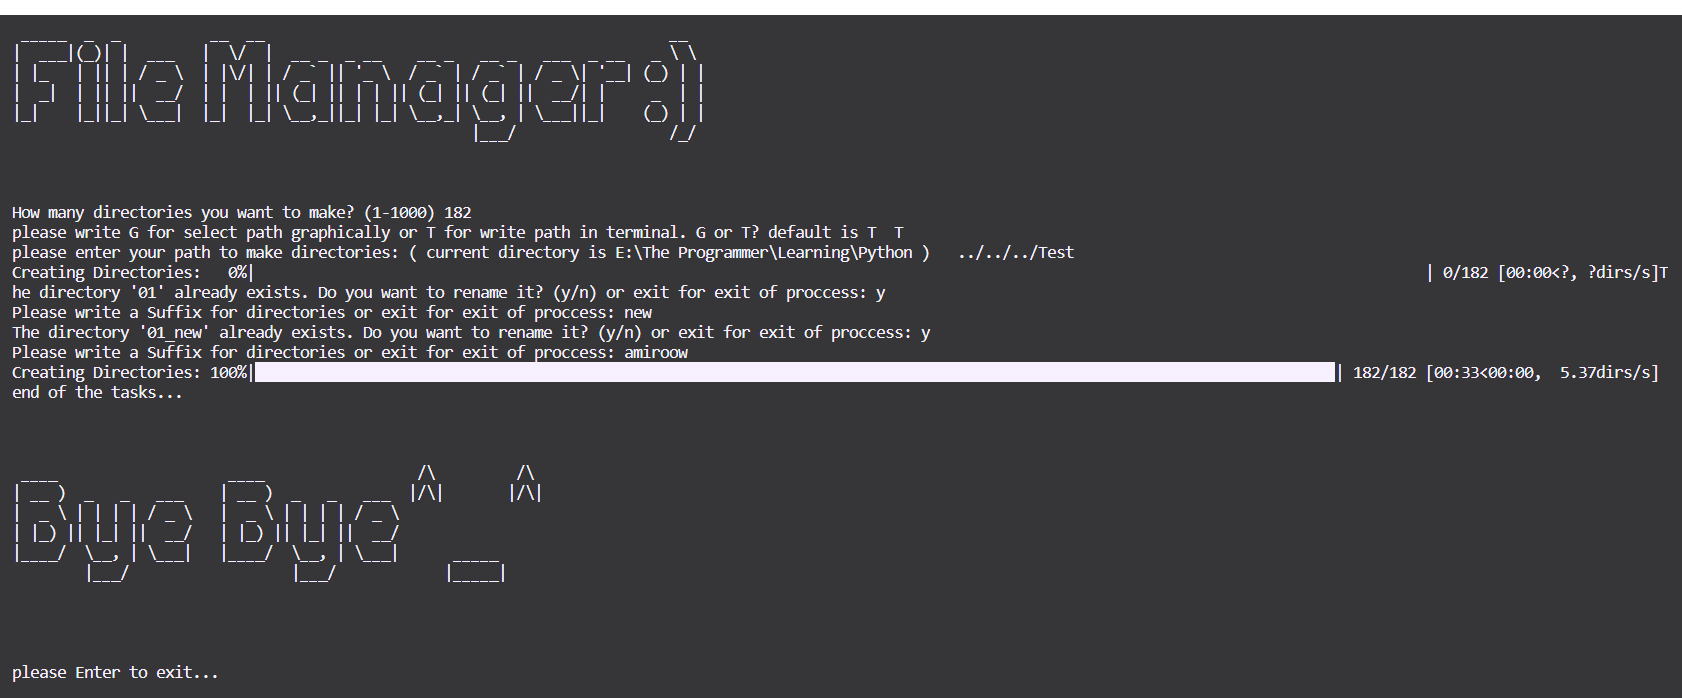 File Manager :)
How many directories you want to make? (1-1000) 182
please write G for select path graphically or T for write path in terminal. G or T? default is T  T
please enter your path to make directories: ( current directory is E:\The Programmer\Learning\Python )   ../../../Test
Creating Directories:   0%| | 0/182 [00:00<?, ?dirs/s]T
he directory '01' already exists. Do you want to rename it? (y/n) or exit for exit of proccess: y
Please write a Suffix for directories or exit for exit of proccess: new
The directory '01_new' already exists. Do you want to rename it? (y/n) or exit for exit of proccess: y
Please write a Suffix for directories or exit for exit of proccess: amiroow
Creating Directories: 100%| | 182/182 [00:33<00:00,  5.37dirs/s]
end of the tasks...
Bye Bye ^_^
please Enter to exit...